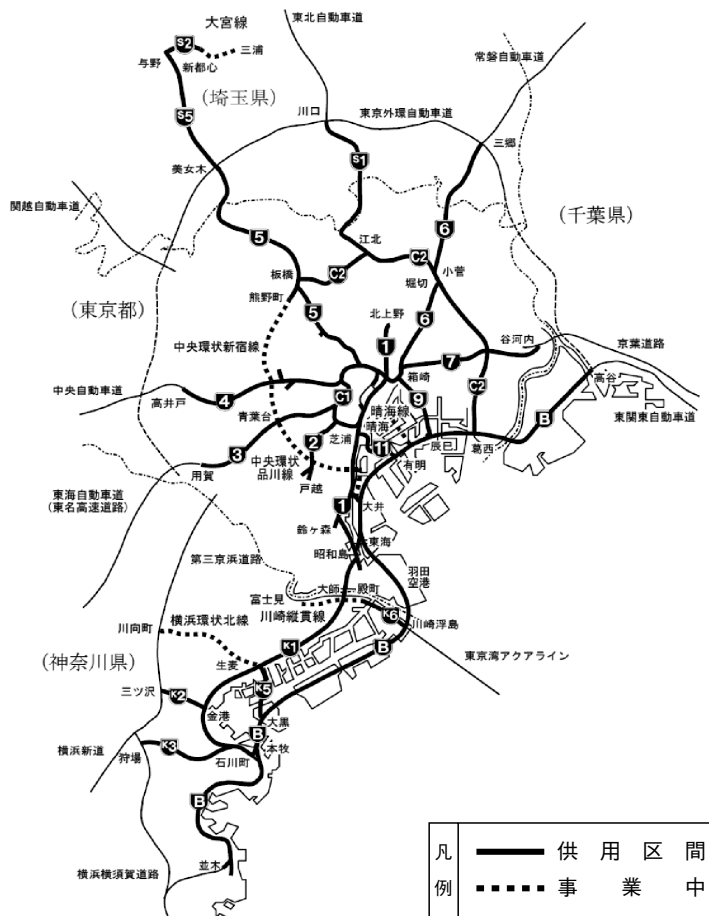 大宮線
東北自動車道
S2
三浦
与野
新都心
常磐自動車道
(埼玉県)
S5
川口
東京外環自動車道
三郷
S1
美女木
関越自動車道
(千葉県)
6
5
江北
C2
小菅
板橋
C2
堀切
(東京都)
熊野町
5
北上野
6
谷河内
京葉道路
中央環状新宿線
1
7
高谷
箱崎
中央自動車道
C1
9
C2
高井戸
4
晴海線
東関東自動車道
青葉台
晴海
B
2
芝浦
辰巳
葛西
3
11
中央環状
品川線
有明
用賀
戸越
東海自動車道
(東名高速道路)
1
大井
鈴ヶ森
東海
昭和島
第三京浜道路
羽田
空港
大師
殿町
富士見
K6
川崎縦貫線
川崎浮島
横浜環状北線
川向町
K1
B
東京湾アクアライン
生麦
(神奈川県)
K5
三ツ沢
K2
金港
大黒
B
本牧
横浜新道
狩場
K3
石川町
B
並木
横浜横須賀道路
凡例
供用区間
事業中